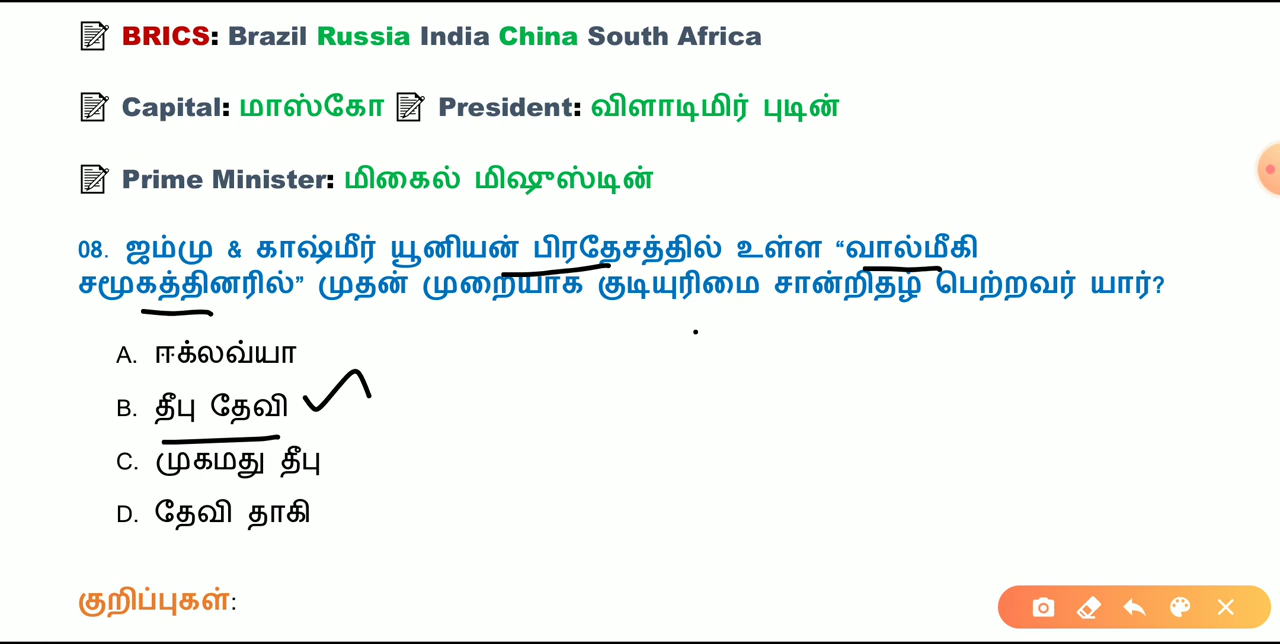 BRICS: Brazil Russia India China South Africa
Capital: மாஸ்கோ President: விளாடிமிர் புடின்
Prime Minister: மிகைல் மிஷுஸ்டின்
08. ஜம்மு & காஷ்மீர் யூனியன் பிரதேசத்தில் உள்ள “வால்மீகி
சமூகத்தினரில்” முதன் முறையாக குடியுரிமை சான்றிதழ் பெற்றவர் யார்?
A. ஈக்லவ்யா
B. தீபு தேவி
C. முகமது தீபு
D. தேவி தாகி
குறிப்புகள்: